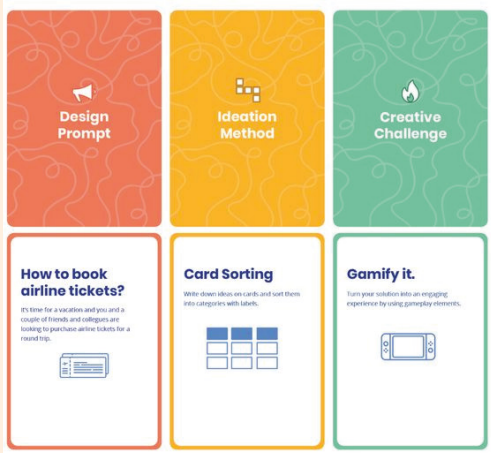 Design
Prompt
Ideation
Method
Creative
Challenge
How to book
airline tickets?
It's time for a vacation and you and a
couple of friends and collegues are
looking to purchase airline tickets for a
round trip.
Card Sorting
Write down ideas on cards and sort them
into categories with labels.
Gamify it.
Turn your solution into an engaging
experience by using gameplay elements.